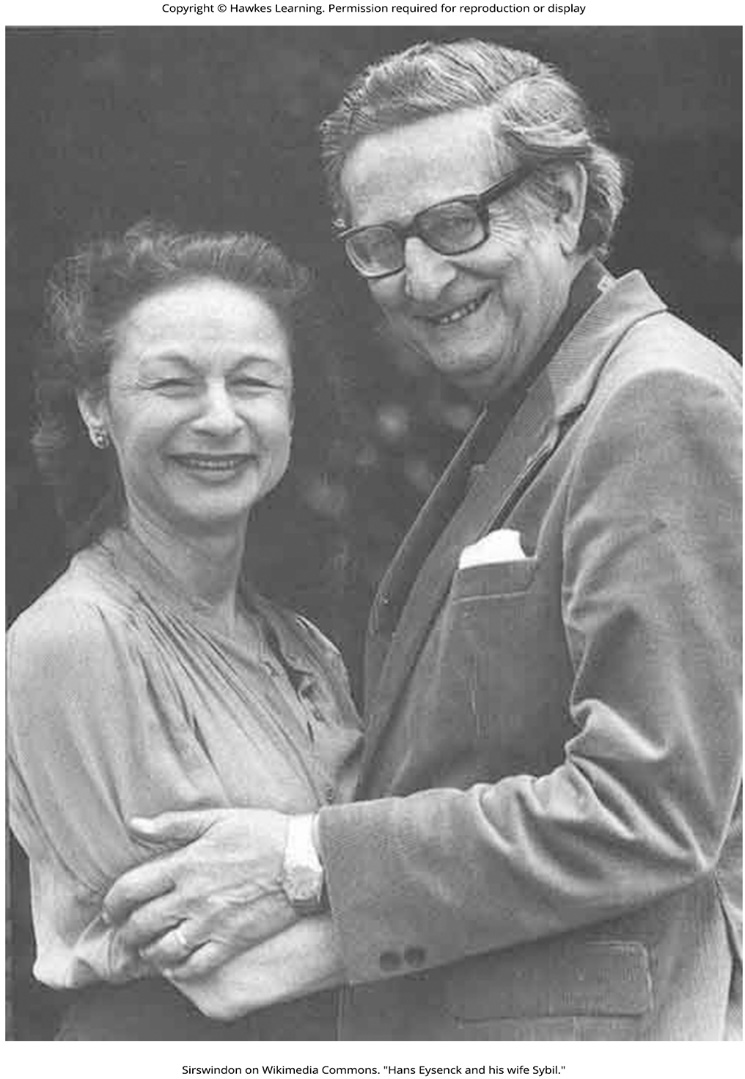 Copyright © Hawkes Learning. Permission required for reproduction or display
Sirswindon on Wikimedia Commons. "Hans Eysenck and his wife Sybil."